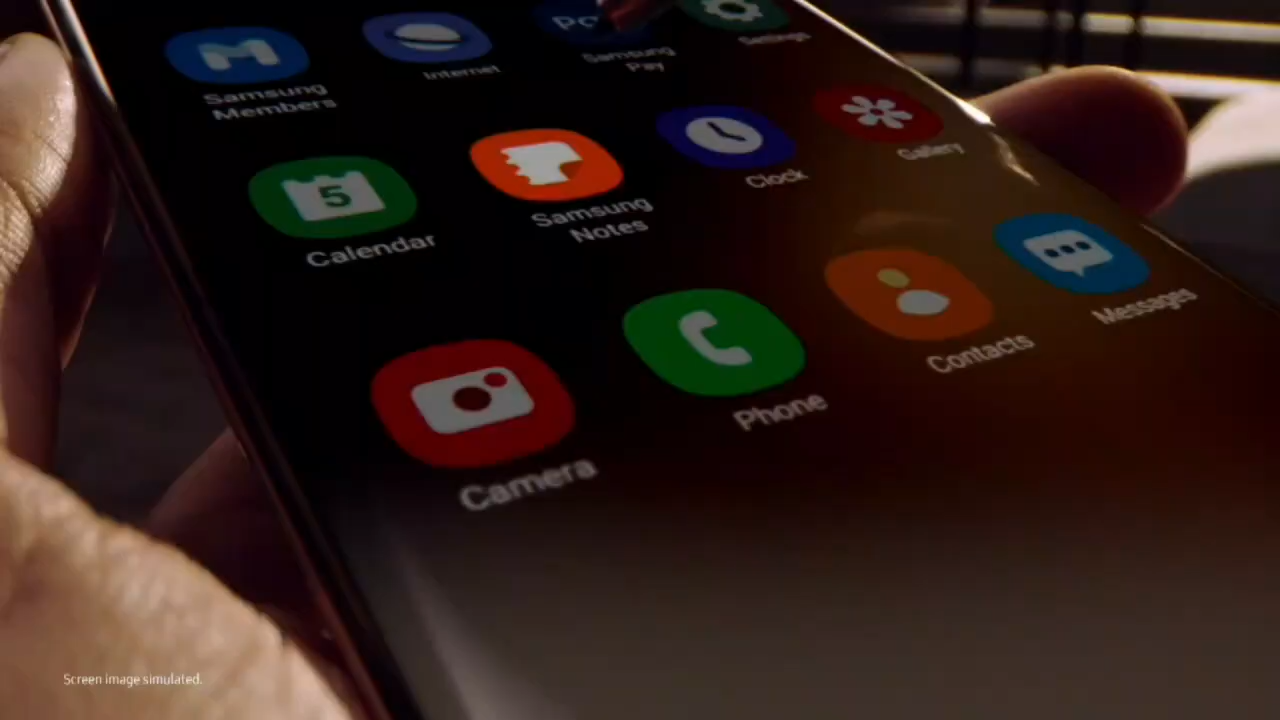 Samsung
Members
Internet
Samsung
Pay
Settings
5
Calendar
Samsung
Notes
Clock
Gallery
Camera
Phone
Contacts
Messages
Screen image simulated.